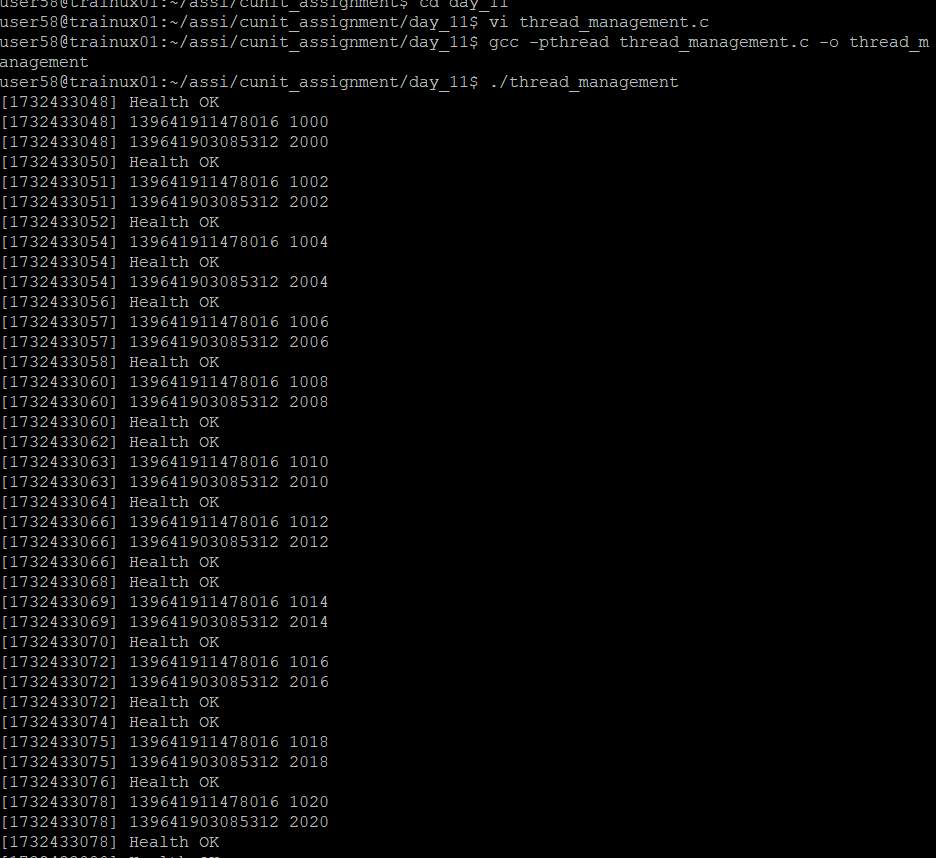 user58@trainux01:~/assi/cunit_assignment$ cd day_11
user58@trainux01:~/assi/cunit_assignment/day_11$ vi thread_management.c
user58@trainux01:~/assi/cunit_assignment/day_11$ gcc -pthread thread_management.c -o thread_m
anagement
user58@trainux01:~/assi/cunit_assignment/day_11$ ./thread_management
[1732433048] Health OK
[1732433048] 139641911478016 1000
[1732433048] 139641903085312 2000
[1732433050] Health OK
[1732433051] 139641911478016 1002
[1732433051] 139641903085312 2002
[1732433052] Health OK
[1732433054] 139641911478016 1004
[1732433054] Health OK
[1732433054] 139641903085312 2004
[1732433056] Health OK
[1732433057] 139641911478016 1006
[1732433057] 139641903085312 2006
[1732433058] Health OK
[1732433060] 139641911478016 1008
[1732433060] 139641903085312 2008
[1732433060] Health OK
[1732433062] Health OK
[1732433063] 139641911478016 1010
[1732433063] 139641903085312 2010
[1732433064] Health OK
[1732433066] 139641911478016 1012
[1732433066] 139641903085312 2012
[1732433066] Health OK
[1732433068] Health OK
[1732433069] 139641911478016 1014
[1732433069] 139641903085312 2014
[1732433070] Health OK
[1732433072] 139641911478016 1016
[1732433072] 139641903085312 2016
[1732433072] Health OK
[1732433074] Health OK
[1732433075] 139641911478016 1018
[1732433075] 139641903085312 2018
[1732433076] Health OK
[1732433078] 139641911478016 1020
[1732433078] 139641903085312 2020
[1732433078] Health OK